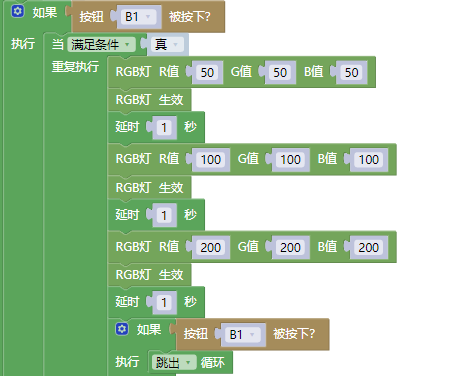 如果 按钮 B1 被按下?
执行 当 满足条件 真
重复执行 RGB灯 R值 50 G值 50 B值 50
RGB灯 生效
延时 1 秒
RGB灯 R值 100 G值 100 B值 100
RGB灯 生效
延时 1 秒
RGB灯 R值 200 G值 200 B值 200
RGB灯 生效
延时 1 秒
如果 按钮 B1 被按下?
执行 跳出 循环